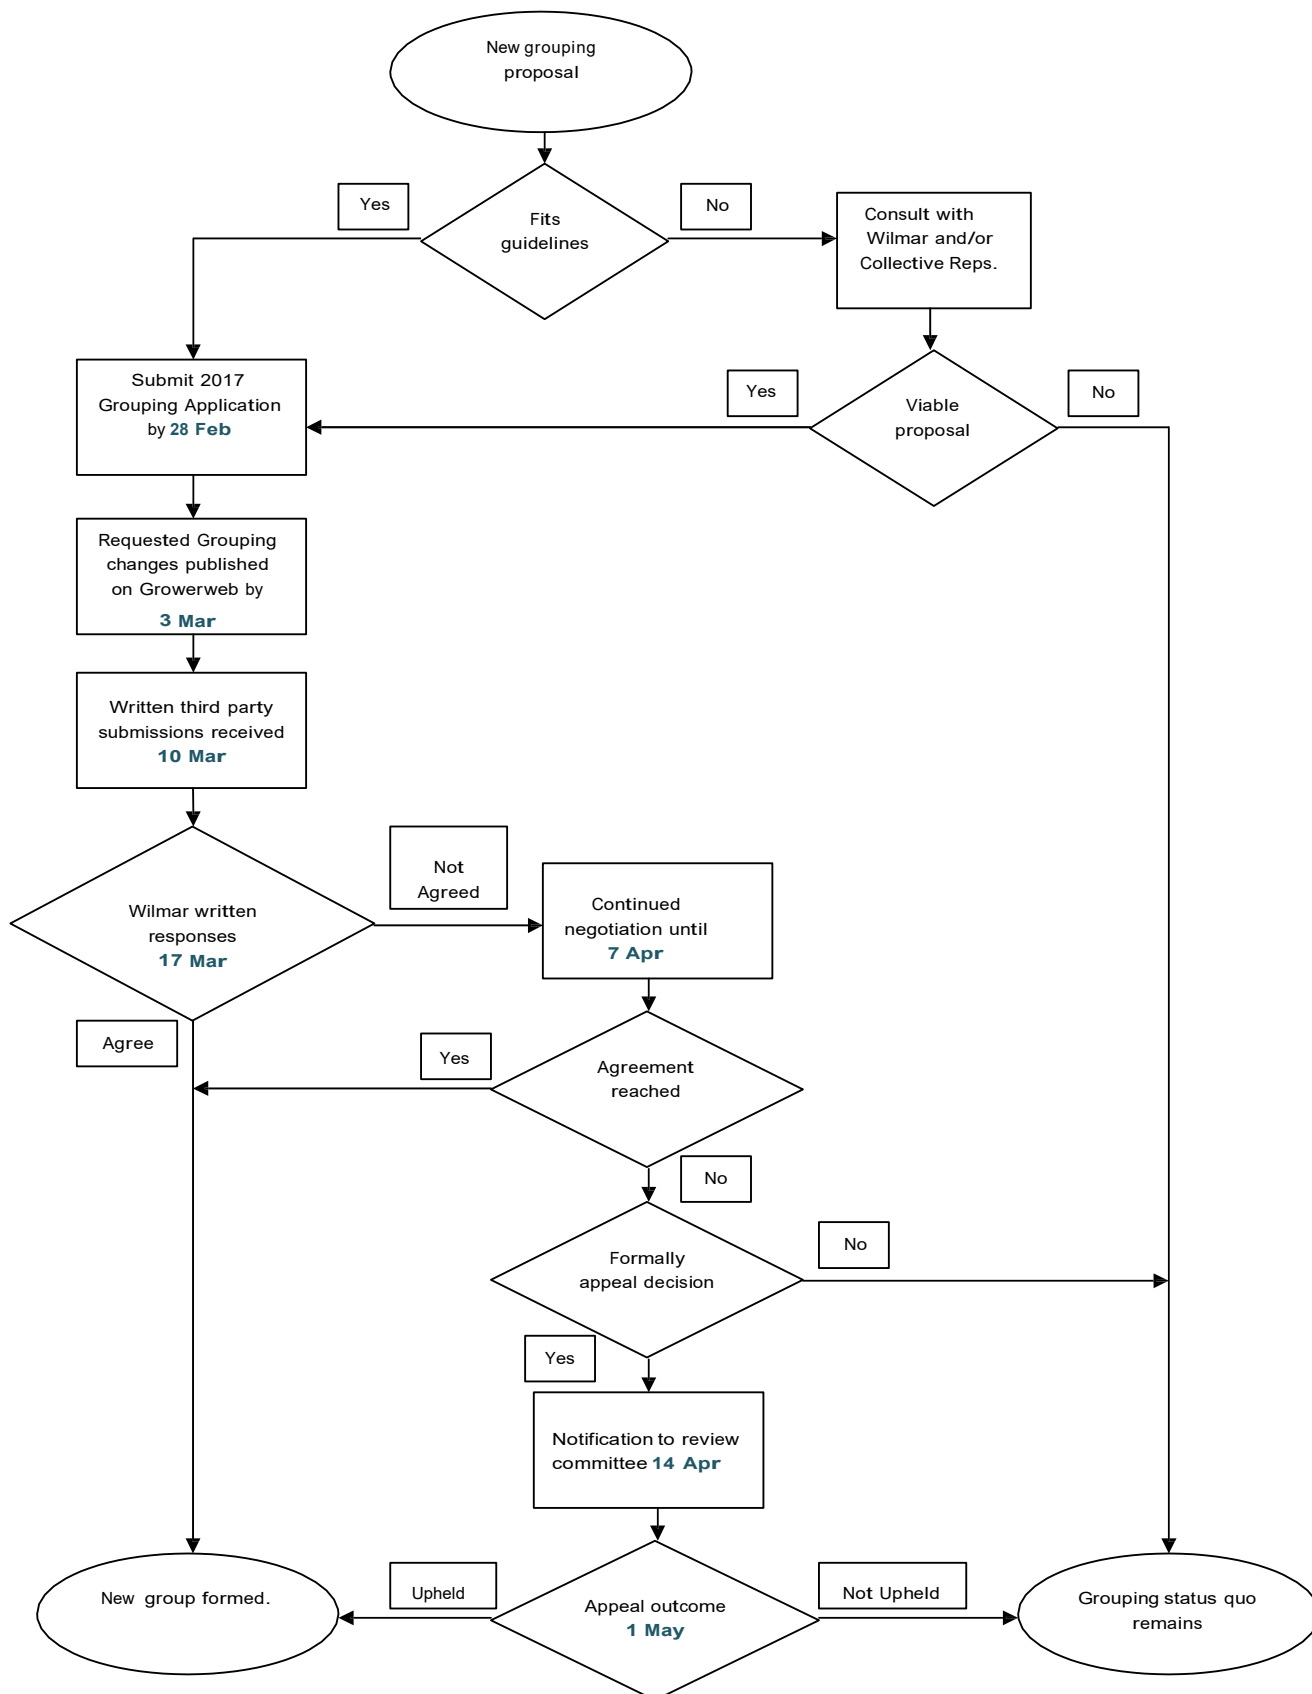 New grouping
proposal
Yes
Fits
guidelines
No
Consult with
Wilmar and/or
Collective Reps.
Submit 2017
Grouping Application
by 28 Feb
Yes
Viable
proposal
No
Requested Grouping
changes published
on Growerweb by
3 Mar
Written third party
submissions received
10 Mar
Wilmar written
responses
17 Mar
Not
Agreed
Continued
negotiation until
7 Apr
Agree
Yes
Agreement
reached
No
Formally
appeal decision
No
Yes
Notification to review
committee 14 Apr
New group formed.
Upheld
Appeal outcome
1 May
Not Upheld
Grouping status quo
remains